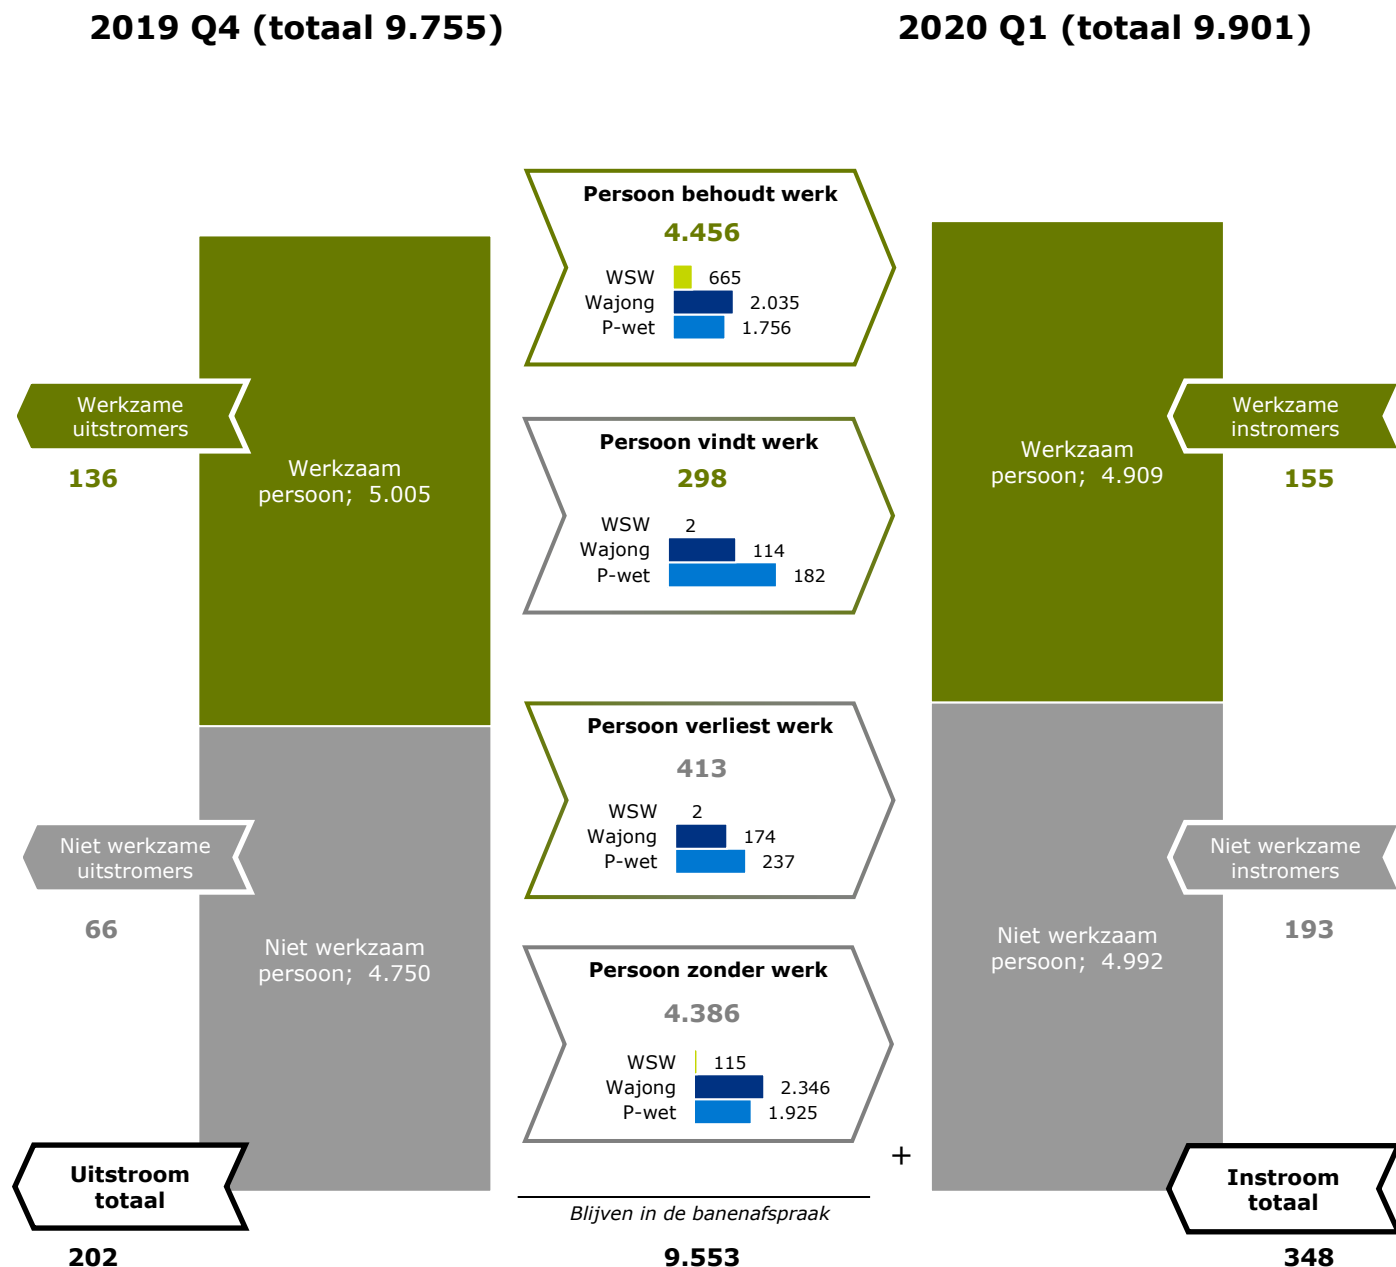 2019 Q4 (totaal 9.755)
2020 Q1 (totaal 9.901)
Persoon behoudt werk
4.456
WSW 665
Wajong 2.035
P-wet 1.756
Werkzame
uitstromers
136
Werkzaam
persoon; 5.005
Persoon vindt werk
298
WSW 2
Wajong 114
P-wet 182
Werkzaam
persoon; 4.909
Werkzame
instromers
155
Persoon verliest werk
413
WSW 2
Wajong 174
P-wet 237
Niet werkzame
uitstromers
66
Niet werkzaam
persoon; 4.750
Persoon zonder werk
4.386
WSW 115
Wajong 2.346
P-wet 1.925
Niet werkzaam
persoon; 4.992
Niet werkzame
instromers
193
+
Uitstroom
totaal
202
Blijven in de banenafspraak
9.553
Instroom
totaal
348